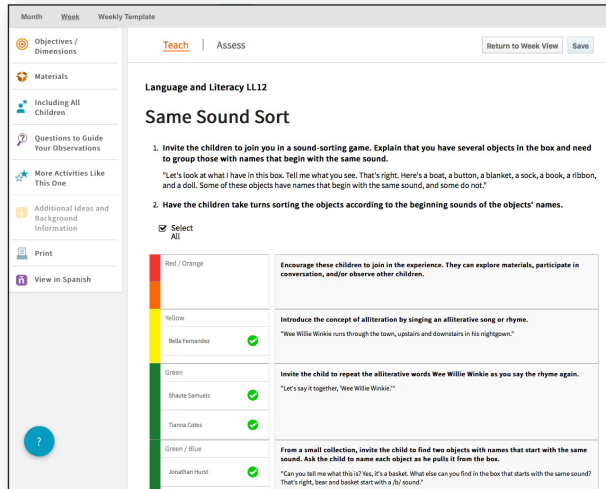 Month Week Weekly Template
Objectives /
Dimensions
Materials
Including All
Children
Questions to Guide
Your Observations
More Activities Like
This One
Additional Ideas and
Background
Information
Print
n View in Spanish
?
Teach | Assess
Return to Week View Save
Language and Literacy LL12
Same Sound Sort
1. Invite the children to join you in a sound-sorting game. Explain that you have several objects in the box and need
to group those with names that begin with the same sound.
"Let's look at what I have in this box. Tell me what you see. That's right. Here's a boat, a button, a blanket, a sock, a book, a ribbon,
and a doll. Some of these objects have names that begin with the same sound, and some do not."
2. Have the children take turns sorting the objects according to the beginning sounds of the objects' names.
Select
All
Red / Orange
Encourage these children to join in the experience. They can explore materials, participate in
conversation, and/or observe other children.
Yellow
Bella Fernandez
Introduce the concept of alliteration by singing an alliterative song or rhyme.
"Wee Willie Winkie runs through the town, upstairs and downstairs in his nightgown."
Green
Shaute Samuels
Tianna Cotes
Invite the child to repeat the alliterative words Wee Willie Winkie as you say the rhyme again.
"Let's say it together, 'Wee Willie Winkie.'"
Green / Blue
Jonathan Hurst
From a small collection, invite the child to find two objects with names that start with the same
sound. Ask the child to name each object as he pulls it from the box.
"Can you tell me what this is? Yes, it's a basket. What else can you find in the box that starts with the same sound?
That's right, bear and basket start with a /b/ sound."